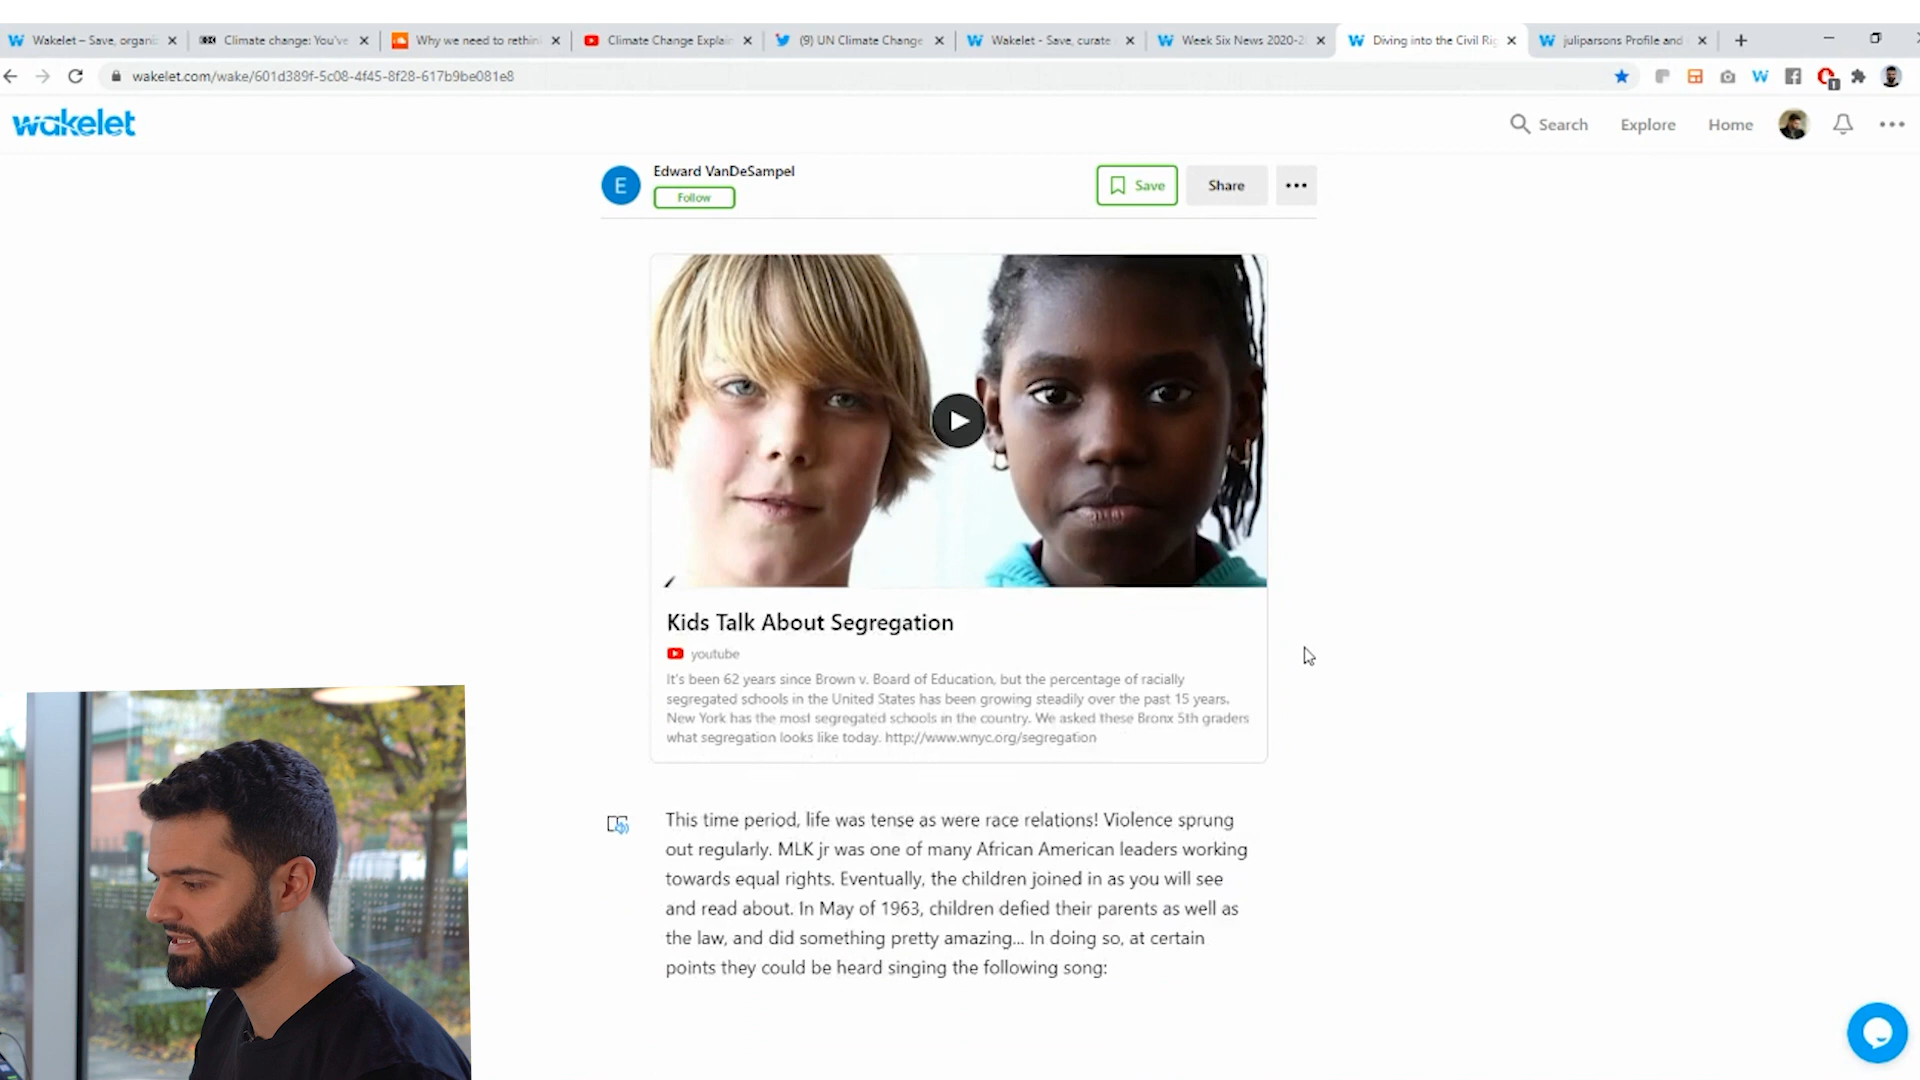 Wakelet – Save, organi
Climate change: You've
Why we need to rethin
Climate Change Explai
(9) UN Climate Change
Wakelet - Save, curate
Week Six News 2020-2
Diving into the Civil Ri
juliparsons Profile and
wakelet.com/wake/601d389f-5c08-4f45-8f28-617b9be081e8
wakelet
Search
Explore
Home
E
Edward VanDeSampel
Follow
Save
Share
Kids Talk About Segregation
youtube
It's been 62 years since Brown v. Board of Education, but the percentage of racially
segregated schools in the United States has been growing steadily over the past 15 years.
New York has the most segregated schools in the country. We asked these Bronx 5th graders
what segregation looks like today. http://www.wnyc.org/segregation
This time period, life was tense as were race relations! Violence sprung
out regularly. MLK jr was one of many African American leaders working
towards equal rights. Eventually, the children joined in as you will see
and read about. In May of 1963, children defied their parents as well as
the law, and did something pretty amazing... In doing so, at certain
points they could be heard singing the following song: